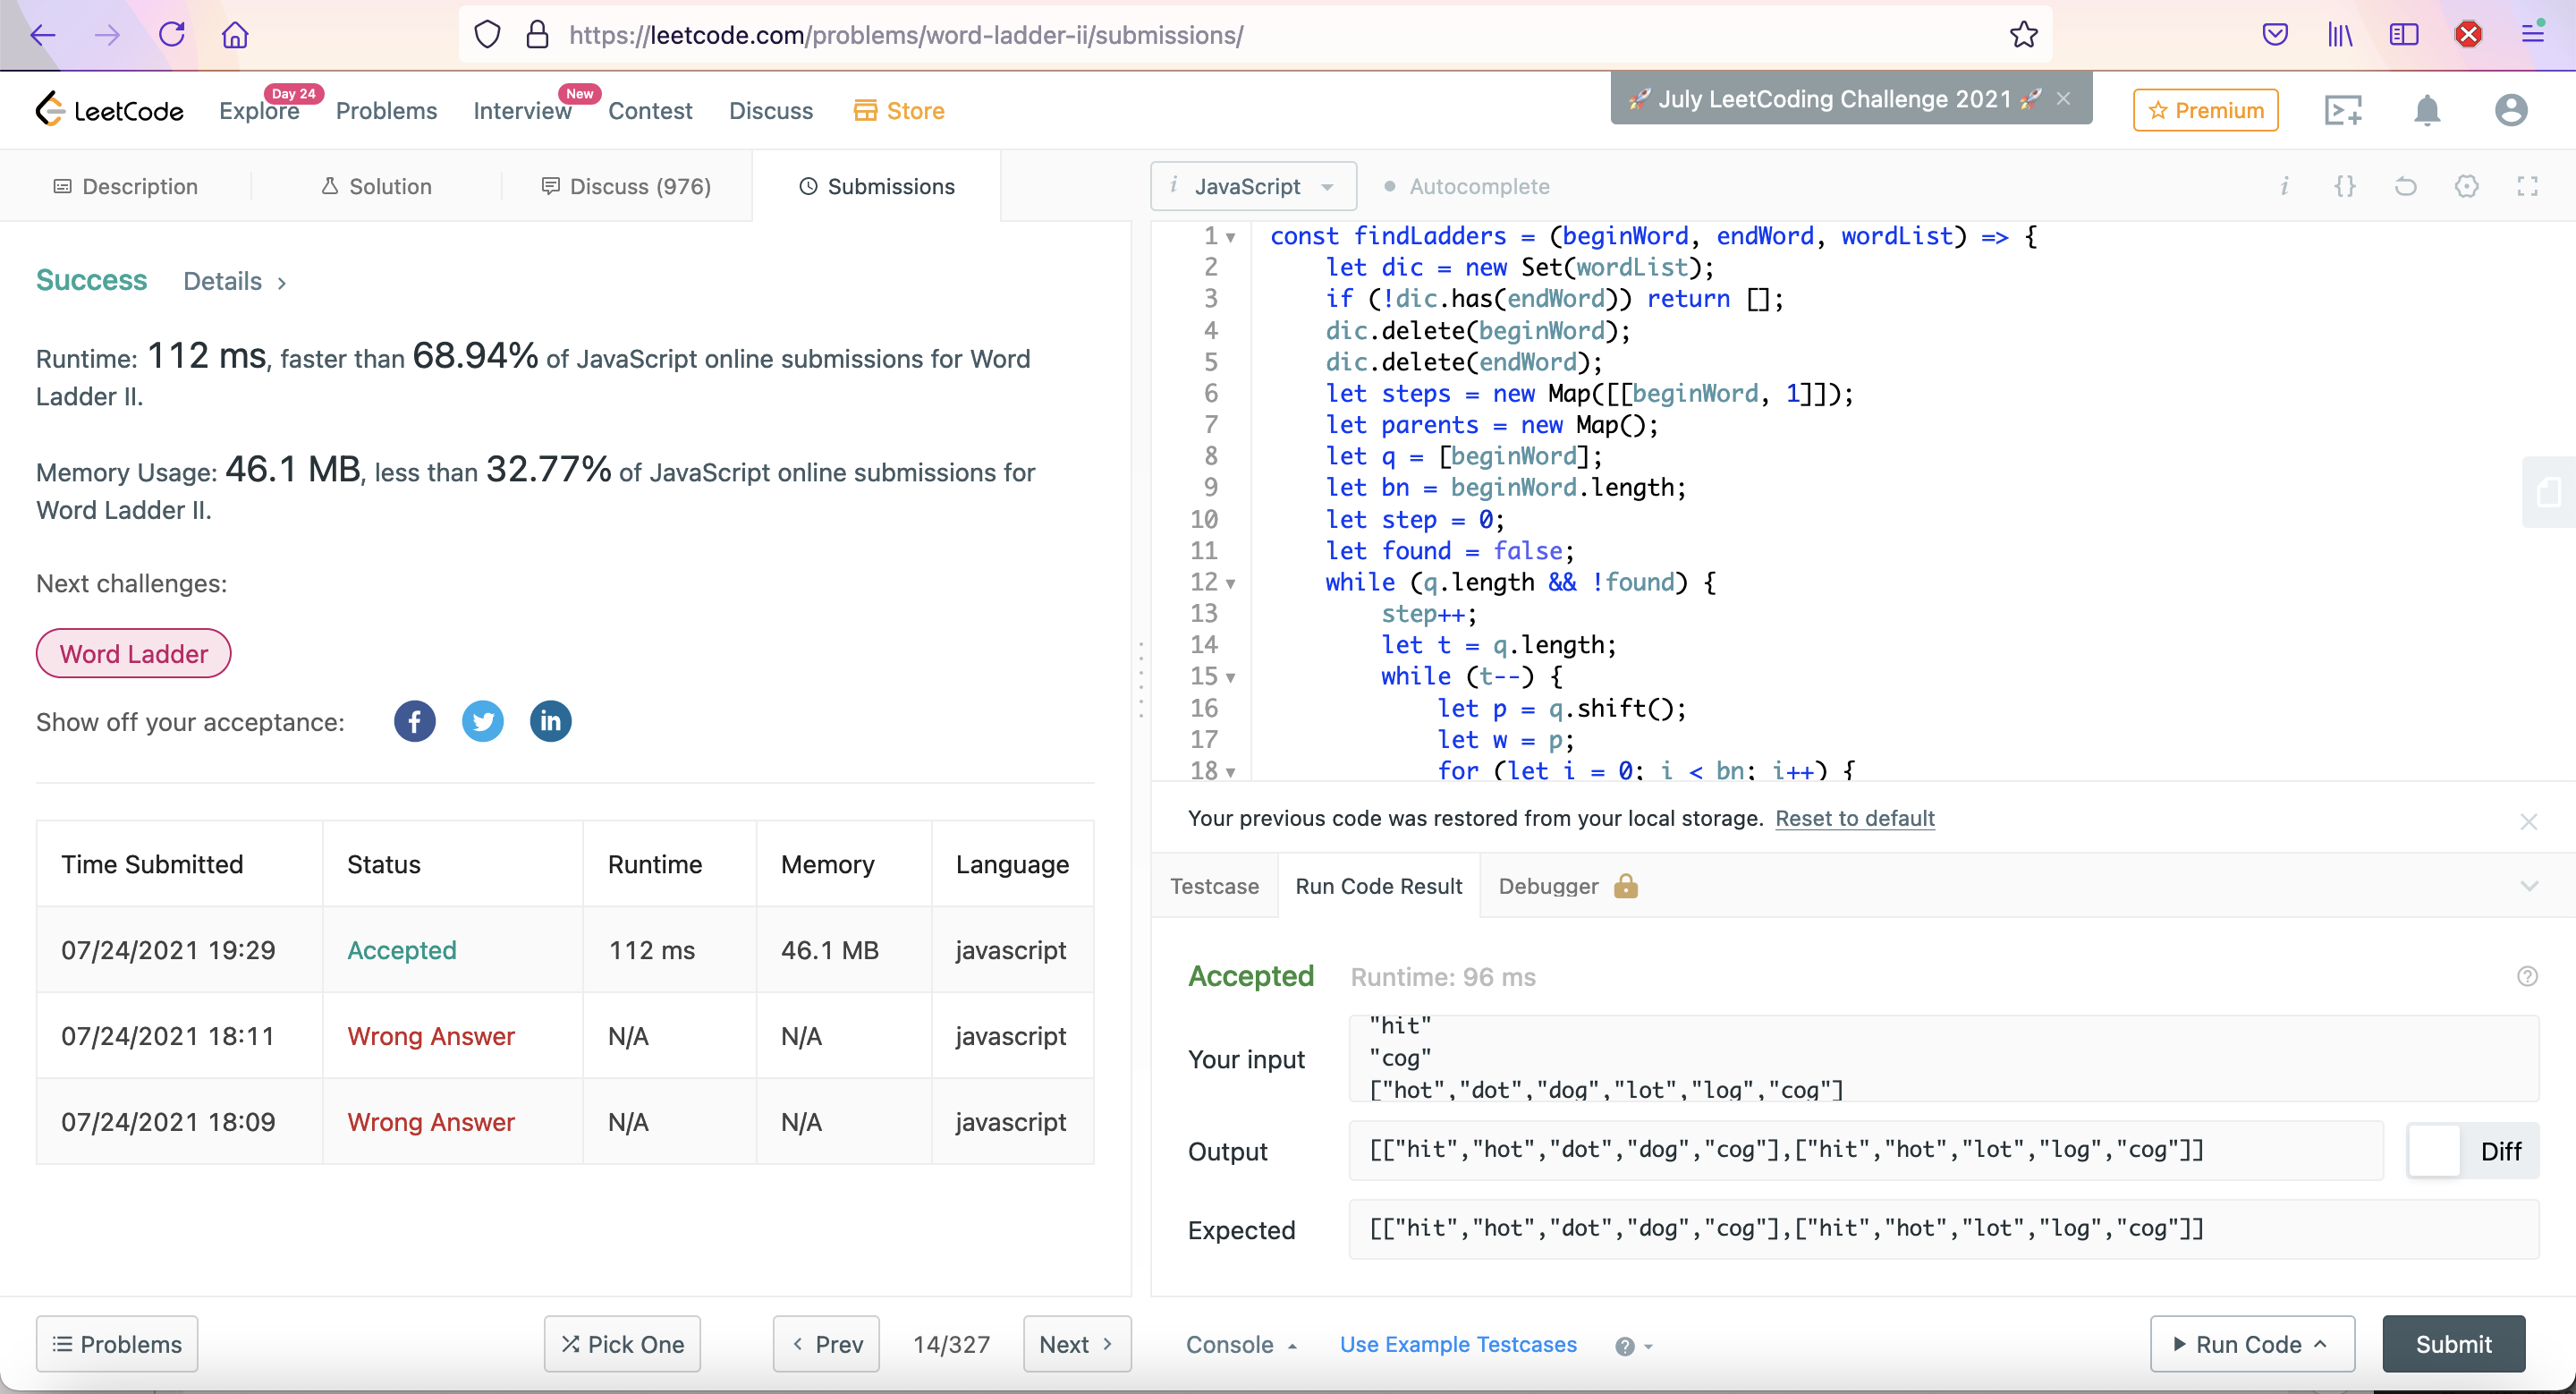 https://leetcode.com/problems/word-ladder-ii/submissions/
LeetCode
Explore
Day 24
Problems
Interview
New
Contest
Discuss
Store
🚀 July LeetCoding Challenge 2021 🚀 ×
Premium
Description
Solution
Discuss (976)
Submissions
Success Details >
Runtime: 112 ms, faster than 68.94% of JavaScript online submissions for Word
Ladder II.
Memory Usage: 46.1 MB, less than 32.77% of JavaScript online submissions for
Word Ladder II.
Next challenges:
Word Ladder
Show off your acceptance:
Time Submitted Status Runtime Memory Language
07/24/2021 19:29 Accepted 112 ms 46.1 MB javascript
07/24/2021 18:11 Wrong Answer N/A N/A javascript
07/24/2021 18:09 Wrong Answer N/A N/A javascript
Problems
Pick One
< Prev
14/327
Next >
i JavaScript
Autocomplete
i {}
1 const findLadders = (beginWord, endWord, wordList) => {
2 let dic = new Set(wordList);
3 if (!dic.has(endWord)) return [];
4 dic.delete(beginWord);
5 dic.delete(endWord);
6 let steps = new Map([[beginWord, 1]]);
7 let parents = new Map();
8 let q = [beginWord];
9 let bn = beginWord.length;
10 let step = 0;
11 let found = false;
12 while (q.length && !found) {
13 step++;
14 let t = q.length;
15 while (t--) {
16 let p = q.shift();
17 let w = p;
18 for (let i = 0; i < bn; i++) {
Your previous code was restored from your local storage. Reset to default
Testcase
Run Code Result
Debugger
Accepted Runtime: 96 ms
Your input
"hit"
"cog"
["hot","dot","dog","lot","log","cog"]
Output
[["hit","hot","dot","dog","cog"],["hit","hot","lot","log","cog"]]
Diff
Expected
[["hit","hot","dot","dog","cog"],["hit","hot","lot","log","cog"]]
Console
Use Example Testcases
Run Code
Submit